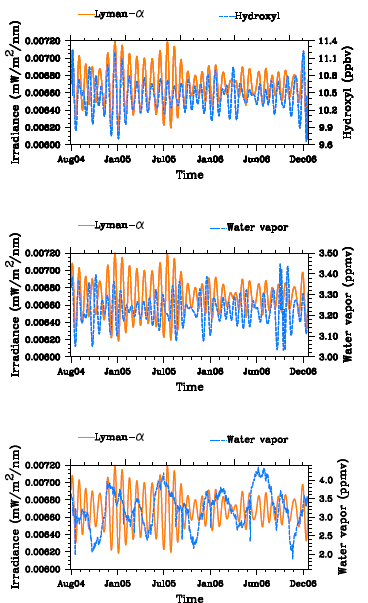 Lyman-α Hydroxyl
Irradiance (mW/m²/nm)
0.00720 11.4
0.00700 11.1
0.00680 10.8
0.00660 10.5
0.00640 10.2
0.00620 9.9
0.00600 9.6
Hydroxyl (ppbv)
Aug04 Jan05 Jul05 Jan06 Jun06 Dec06
Time
Lyman-α Water vapor
Irradiance (mW/m²/nm)
0.00720 3.50
0.00700 3.40
0.00680 3.30
0.00660
0.00640 3.20
0.00620 3.10
0.00600 3.00
Water vapor (ppmv)
Aug04 Jan05 Jul05 Jan06 Jun06 Dec06
Time
Lyman-α Water vapor
Irradiance (mW/m²/nm)
0.00720
0.00700 4.0
0.00680 3.5
0.00660 3.0
0.00640 2.5
0.00620 2.0
0.00600
Water vapor (ppmv)
Aug04 Jan05 Jul05 Jan06 Jun06 Dec06
Time